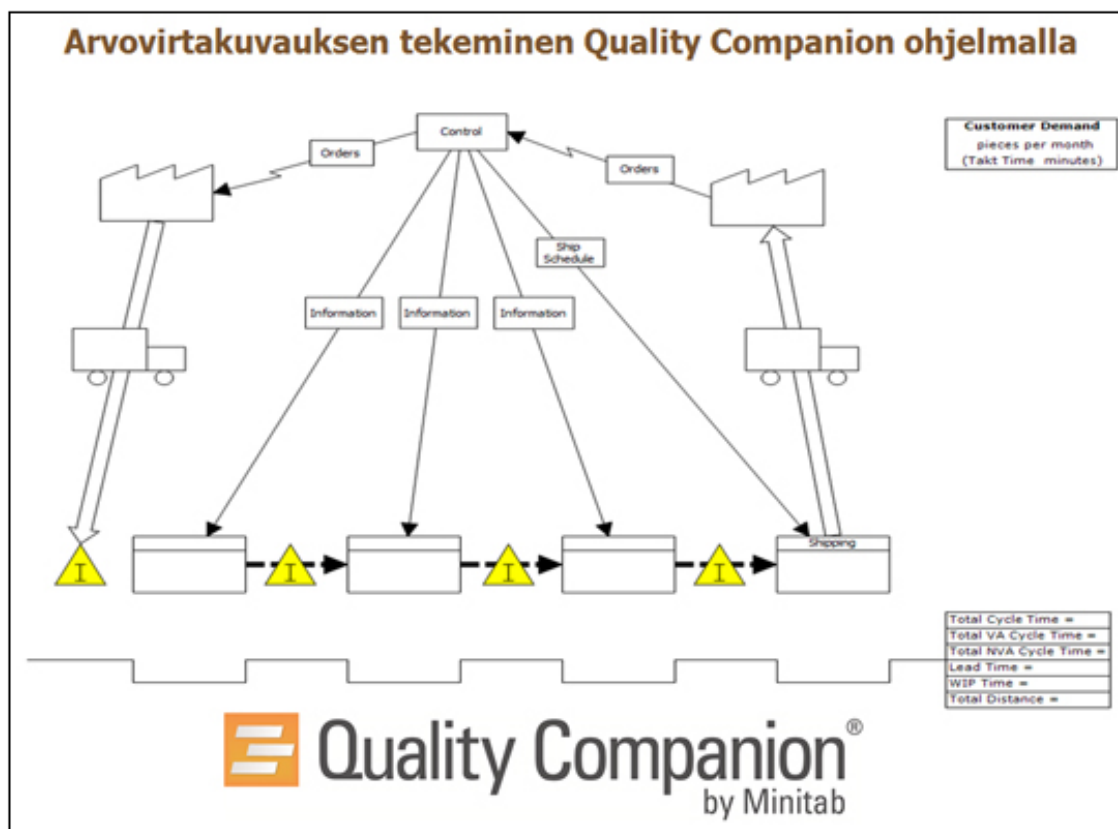 Arvovirtakuvauksen tekeminen Quality Companion ohjelmalla
Control
Orders
Orders
Customer Demand
pieces per month
(Takt Time  minutes)
Ship
Schedule
Information
Information
Information
I
I
I
I
Shipping
Total Cycle Time =
Total VA Cycle Time =
Total NVA Cycle Time =
Lead Time =
WIP Time =
Total Distance =
Quality Companion®
by Minitab